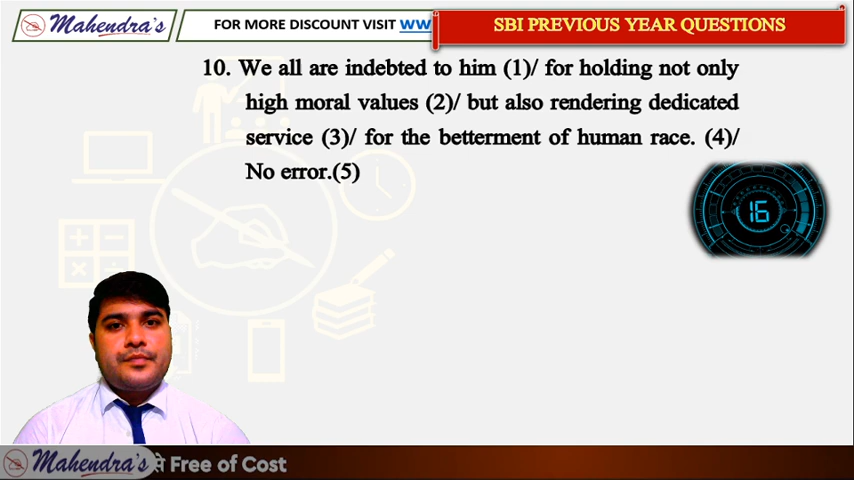 Mahendra's
FOR MORE DISCOUNT VISIT WW
SBI PREVIOUS YEAR QUESTIONS
10. We all are indebted to him (1)/ for holding not only
high moral values (2)/ but also rendering dedicated
service (3)/ for the betterment of human race. (4)/
No error.(5)
16
Mahendra's से Free of Cost